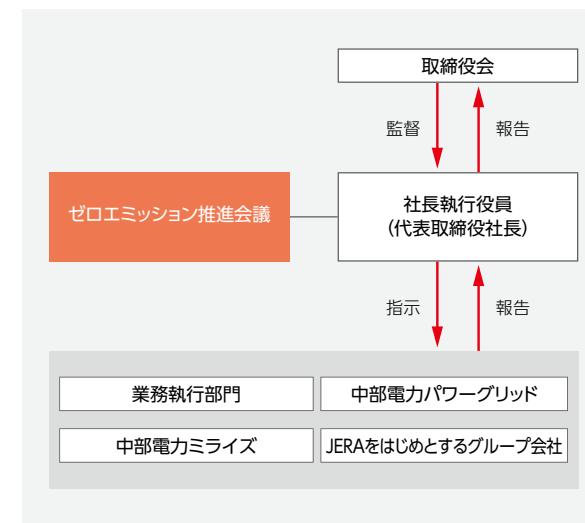 取締役会
監督
報告
ゼロエミッション推進会議
社長執行役員
(代表取締役社長)
指示
報告
業務執行部門
中部電力パワーグリッド
中部電力ミライズ
JERAをはじめとするグループ会社